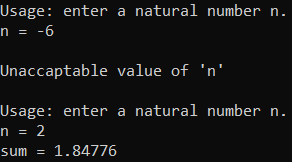 Usage: enter a natural number n.
n = -6
Unaccaptable value of 'n'
Usage: enter a natural number n.
n = 2
sum = 1.84776